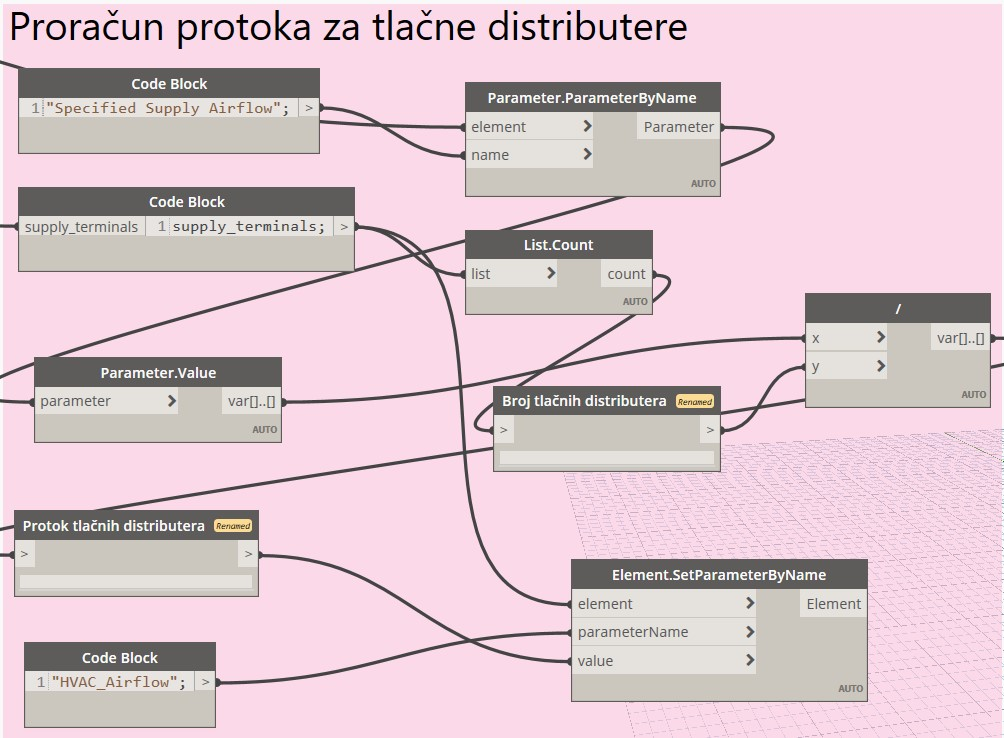 Proračun protoka za tlačne distributere
Code Block
1 "Specified Supply Airflow"; >
Parameter.ParameterByName
element > Parameter
name >
AUTO
Code Block
supply_terminals 1 supply_terminals; >
List.Count
list > count
AUTO
/
x > var[]..[]
y >
AUTO
Parameter.Value
parameter > var[]..[]
AUTO
Broj tlačnih distributera Renamed
> >
Protok tlačnih distributera Renamed
> >
Element.SetParameterByName
element > Element
parameterName >
value >
AUTO
Code Block
1 "HVAC_Airflow"; >